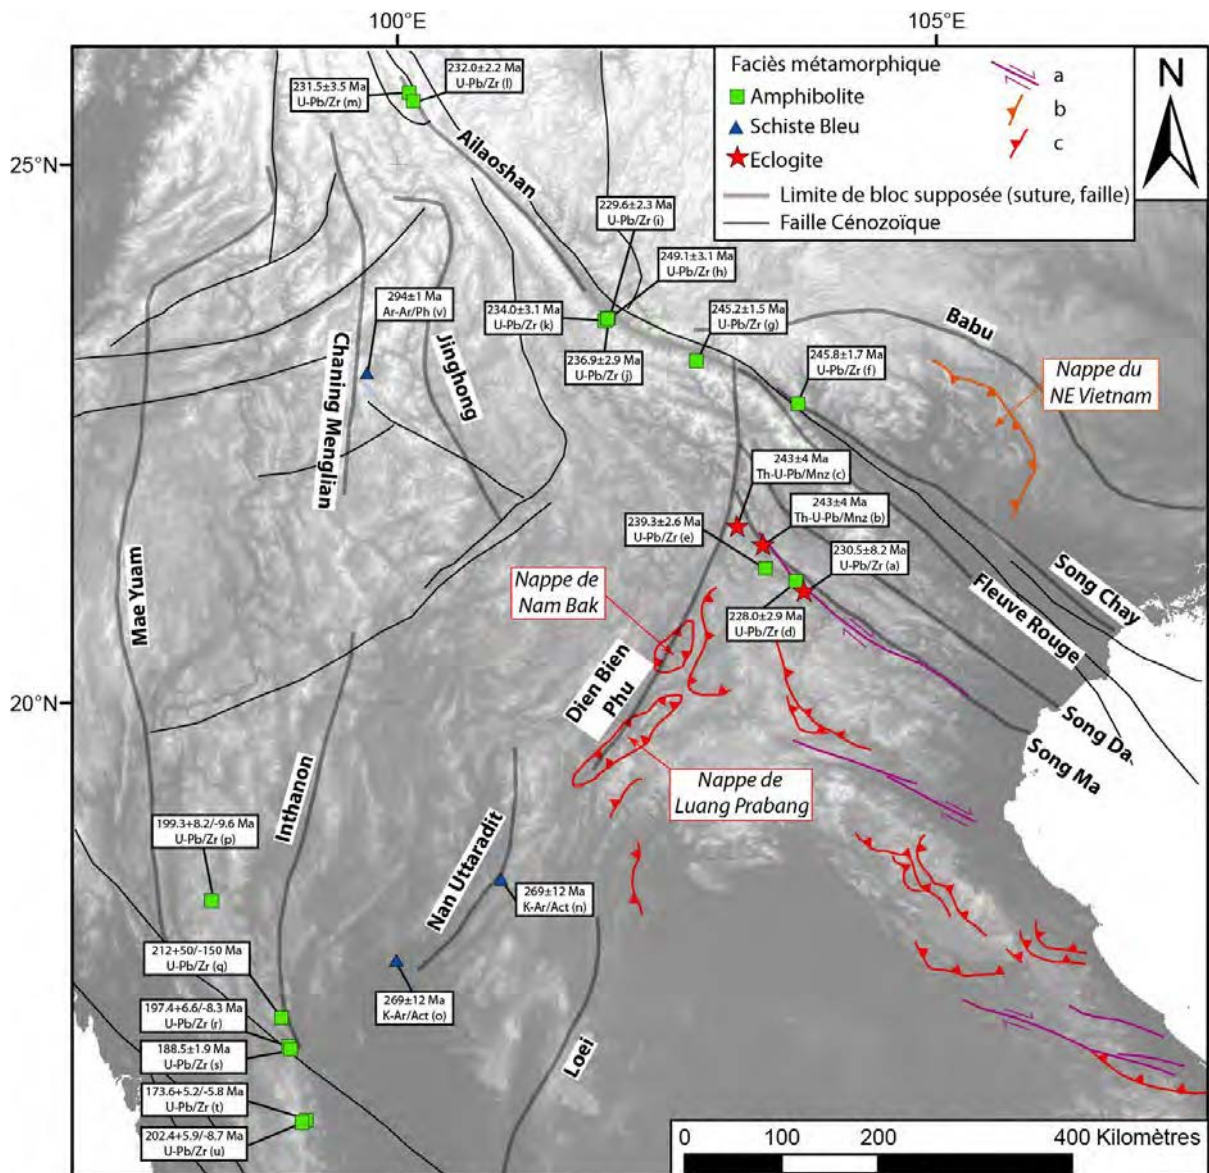 100°E
105°E
25°N
20°N
Faciès métamorphique
Amphibolite
Schiste Bleu
Eclogite
a
b
c
Limite de bloc supposée (suture, faille)
Faille Cénozoïque
N
231.5±3.5 Ma
U-Pb/Zr (m)
232.0±2.2 Ma
U-Pb/Zr (l)
Ailaoshan
229.6±2.3 Ma
U-Pb/Zr (i)
249.1±3.1 Ma
U-Pb/Zr (h)
294±1 Ma
Ar-Ar/Ph (v)
234.0±3.1 Ma
U-Pb/Zr (k)
245.2±1.5 Ma
U-Pb/Zr (g)
Babu
236.9±2.9 Ma
U-Pb/Zr (j)
245.8±1.7 Ma
U-Pb/Zr (f)
Nappe du
NE Vietnam
Chaning Menglian
Jinghong
243±4 Ma
Th-U-Pb/Mnz (c)
243±4 Ma
Th-U-Pb/Mnz (b)
239.3±2.6 Ma
U-Pb/Zr (e)
230.5±8.2 Ma
U-Pb/Zr (a)
228.0±2.9 Ma
U-Pb/Zr (d)
Nappe de
Nam Bak
Mae Yuam
Song Chay
Fleuve Rouge
Song Da
Song Ma
Dien Bien
Phu
Nappe de
Luang Prabang
Inthanon
199.3+8.2/-9.6 Ma
U-Pb/Zr (p)
Nan Uttaradit
269±12 Ma
K-Ar/Act (n)
212+50/-150 Ma
U-Pb/Zr (q)
269±12 Ma
K-Ar/Act (o)
197.4+6.6/-8.3 Ma
U-Pb/Zr (r)
188.5±1.9 Ma
U-Pb/Zr (s)
Loei
173.6+5.2/-5.8 Ma
U-Pb/Zr (t)
202.4+5.9/-8.7 Ma
U-Pb/Zr (u)
0 100 200 400 Kilomètres